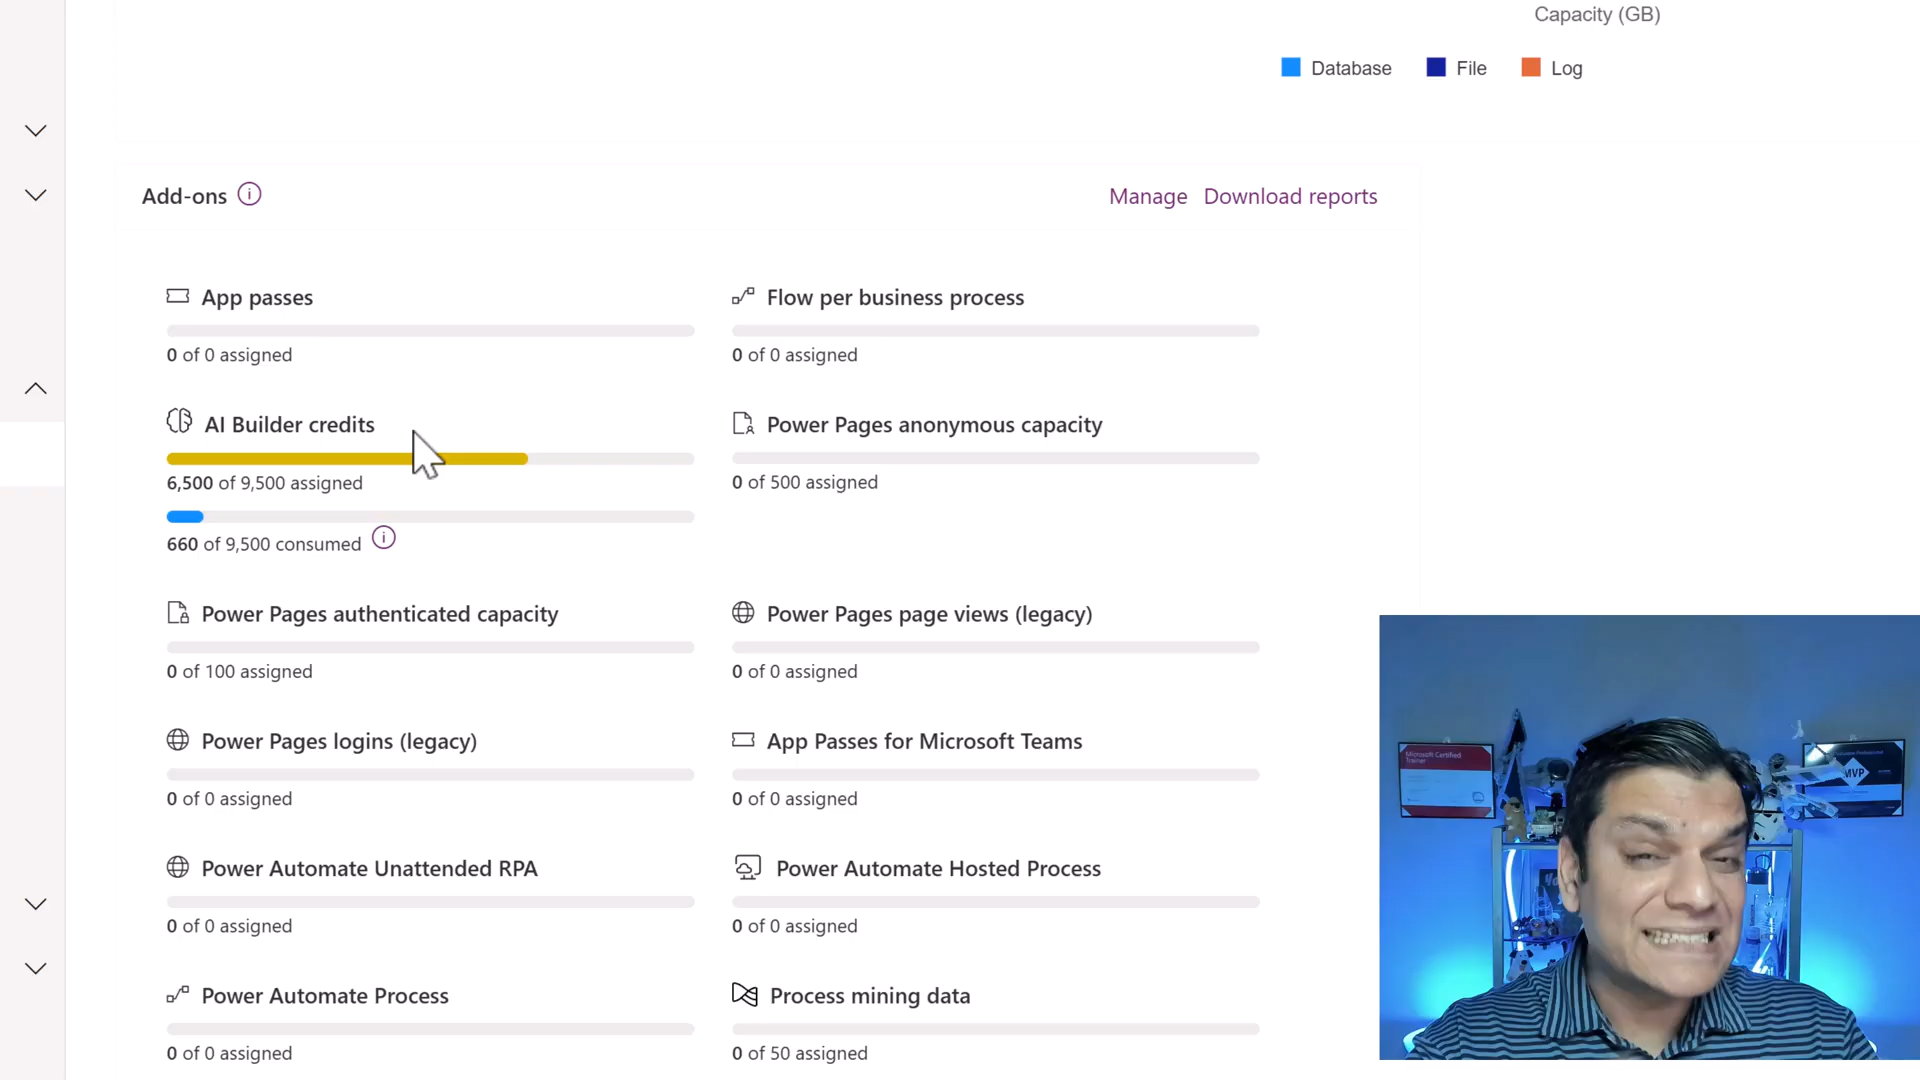 Capacity (GB)
Database File Log
Add-ons
Manage Download reports
App passes
0 of 0 assigned
Flow per business process
0 of 0 assigned
AI Builder credits
6,500 of 9,500 assigned
660 of 9,500 consumed
Power Pages anonymous capacity
0 of 500 assigned
Power Pages authenticated capacity
0 of 100 assigned
Power Pages page views (legacy)
0 of 0 assigned
Power Pages logins (legacy)
0 of 0 assigned
App Passes for Microsoft Teams
0 of 0 assigned
Power Automate Unattended RPA
0 of 0 assigned
Power Automate Hosted Process
0 of 0 assigned
Power Automate Process
0 of 0 assigned
Process mining data
0 of 50 assigned
Microsoft Certified
Trainer
MVP